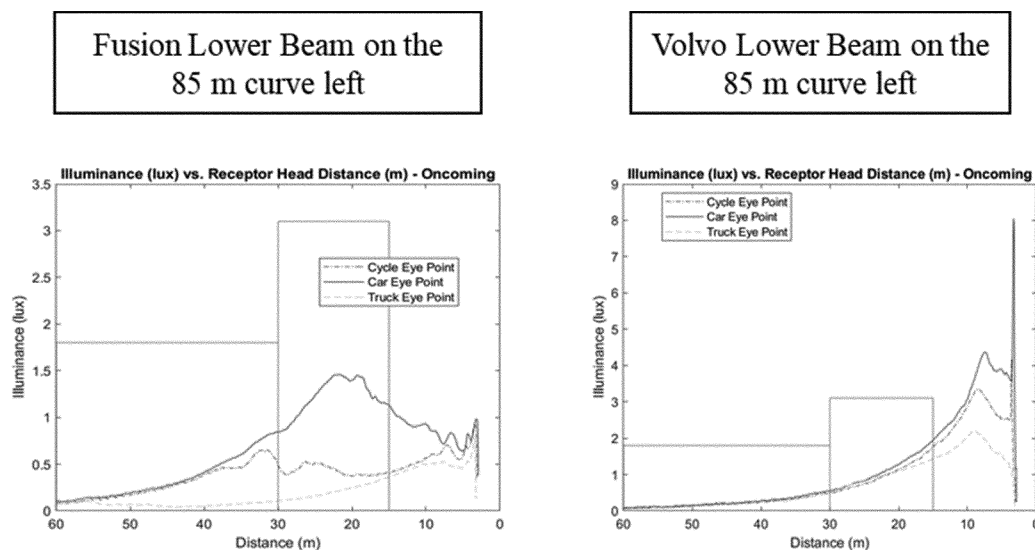 Fusion Lower Beam on the
85 m curve left
Volvo Lower Beam on the
85 m curve left
Illuminance (lux) vs. Receptor Head Distance (m) - Oncoming
3.5
3
2.5
2
1.5
1
0.5
0
Illuminance (lux)
Cycle Eye Point
Car Eye Point
Truck Eye Point
60
50
40
30
20
10
0
Distance (m)
Illuminance (lux) vs. Receptor Head Distance (m) - Oncoming
9
8
7
6
5
4
3
2
1
0
Illuminance (lux)
Cycle Eye Point
Car Eye Point
Truck Eye Point
60
50
40
30
20
10
Distance (m)